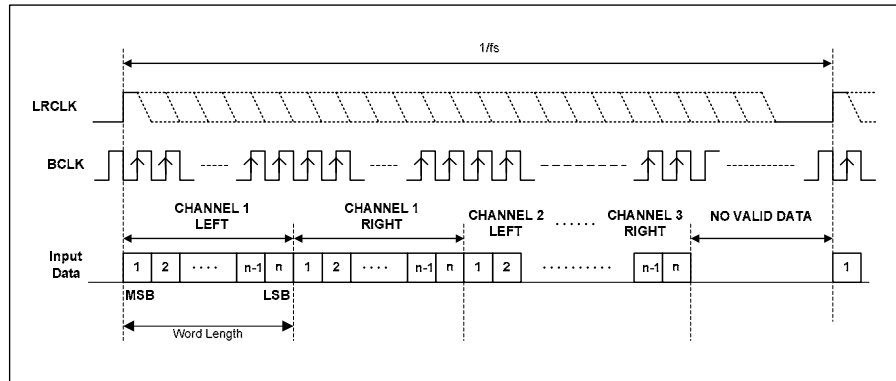 1/fs
LRCLK
BCLK
CHANNEL 1
LEFT
CHANNEL 1
RIGHT
CHANNEL 2
LEFT
......
CHANNEL 3
RIGHT
NO VALID DATA
Input
Data
1 2 .... n-1 n 1 2 .... n-1 n 1 2 .......... n-1 n 1
MSB LSB
Word Length